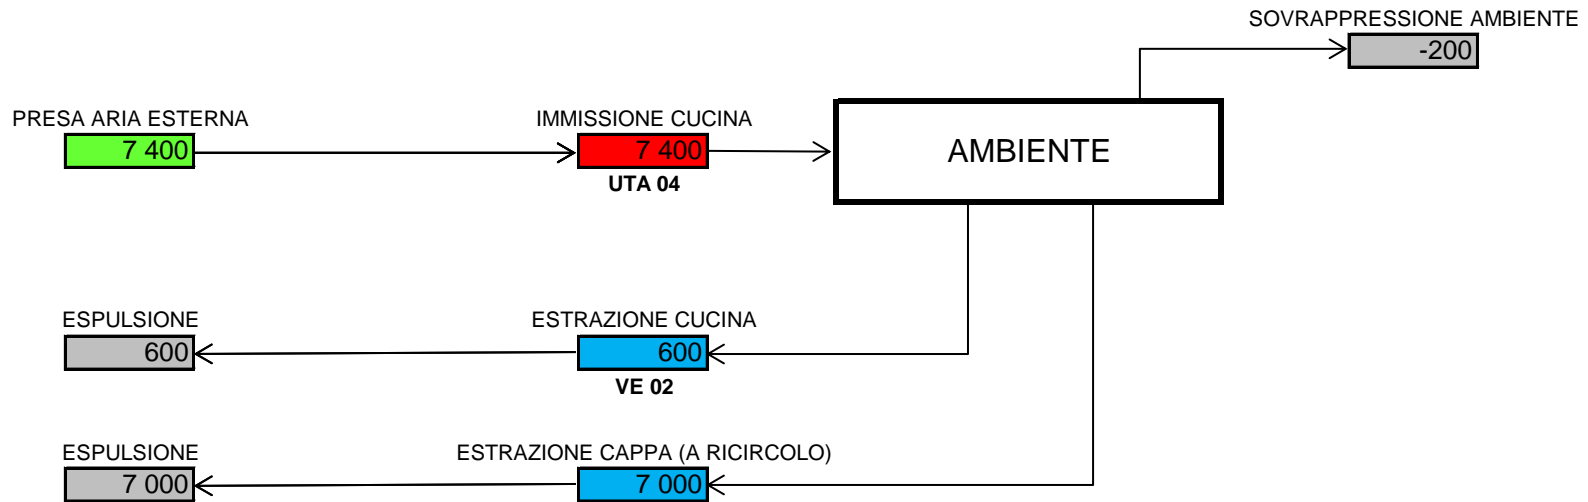 SOVRAPPRESSIONE AMBIENTE
-200
PRESA ARIA ESTERNA
7 400
IMMISSIONE CUCINA
7 400
UTA 04
AMBIENTE
ESPULSIONE
600
ESTRAZIONE CUCINA
600
VE 02
ESPULSIONE
7 000
ESTRAZIONE CAPPA (A RICIRCOLO)
7 000